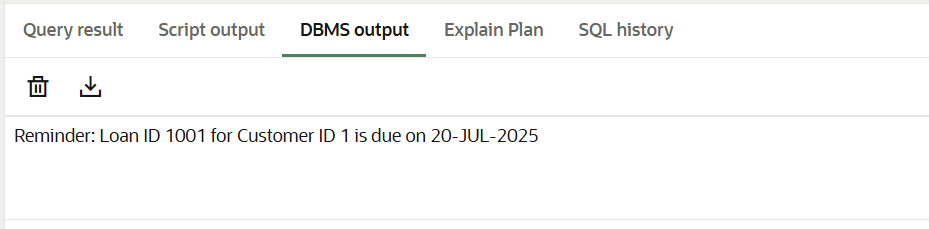 Query result Script output DBMS output Explain Plan SQL history
Reminder: Loan ID 1001 for Customer ID 1 is due on 20-JUL-2025